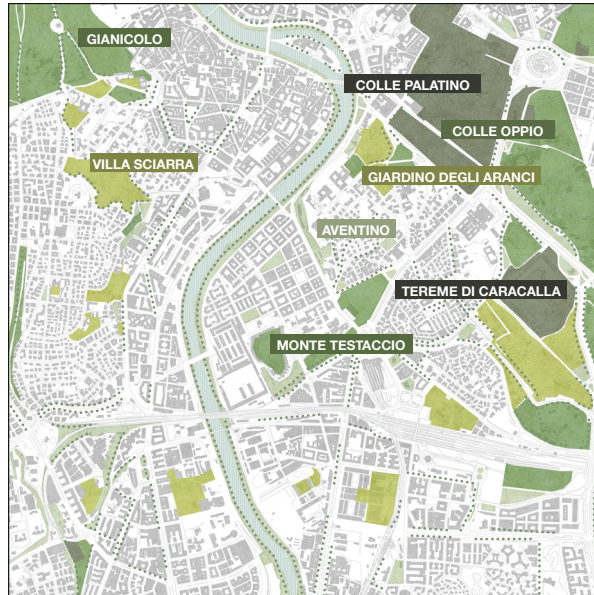 GIANICOLO
COLLE PALATINO
COLLE OPPIO
VILLA SCIARRA
GIARDINO DEGLI ARANCI
AVENTINO
TEREME DI CARACALLA
MONTE TESTACCIO